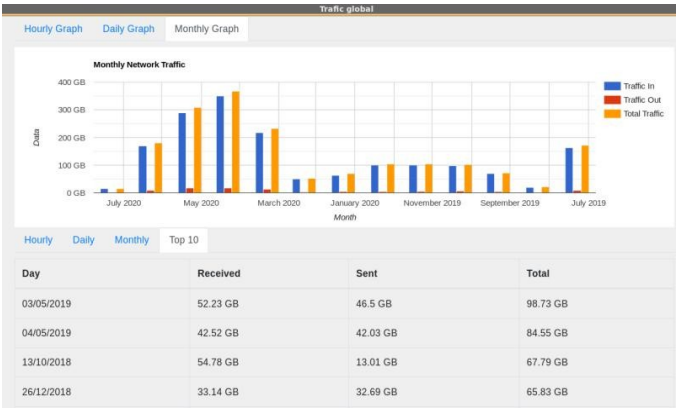 Trafic global
Hourly Graph Daily Graph Monthly Graph
Monthly Network Traffic
400 GB
300 GB
200 GB
100 GB
0 GB
Data
Traffic In
Traffic Out
Total Traffic
July 2020 May 2020 March 2020 January 2020 November 2019 September 2019 July 2019
Month
Hourly Daily Monthly Top 10
Day Received Sent Total
03/05/2019 52.23 GB 46.5 GB 98.73 GB
04/05/2019 42.52 GB 42.03 GB 84.55 GB
13/10/2018 54.78 GB 13.01 GB 67.79 GB
26/12/2018 33.14 GB 32.69 GB 65.83 GB